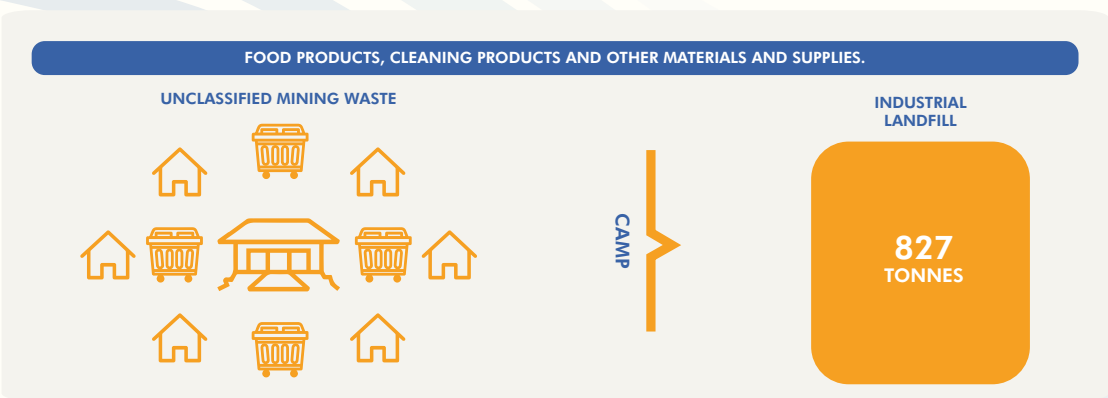 FOOD PRODUCTS, CLEANING PRODUCTS AND OTHER MATERIALS AND SUPPLIES.
UNCLASSIFIED MINING WASTE
CAMP
INDUSTRIAL
LANDFILL
827
TONNES